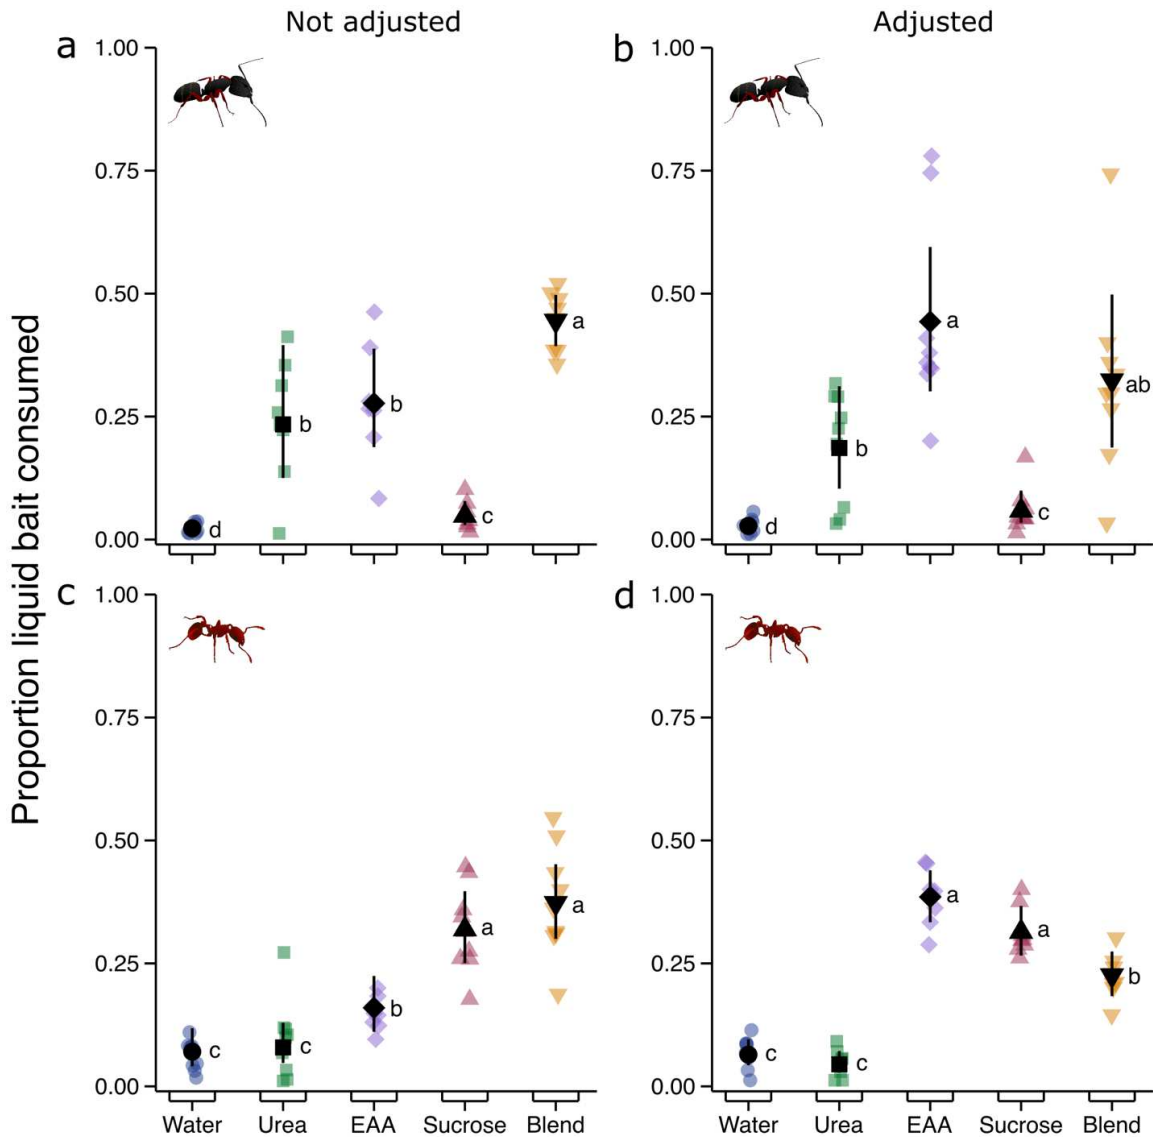 Not adjusted
Adjusted
a
b
1.00
0.75
0.50
0.25
0.00
d
b
b
c
a
1.00
0.75
0.50
0.25
0.00
d
b
a
c
ab
Proportion liquid bait consumed
c
d
1.00
0.75
0.50
0.25
0.00
c
c
b
a
a
1.00
0.75
0.50
0.25
0.00
c
c
a
a
b
Water Urea EAA Sucrose Blend
Water Urea EAA Sucrose Blend